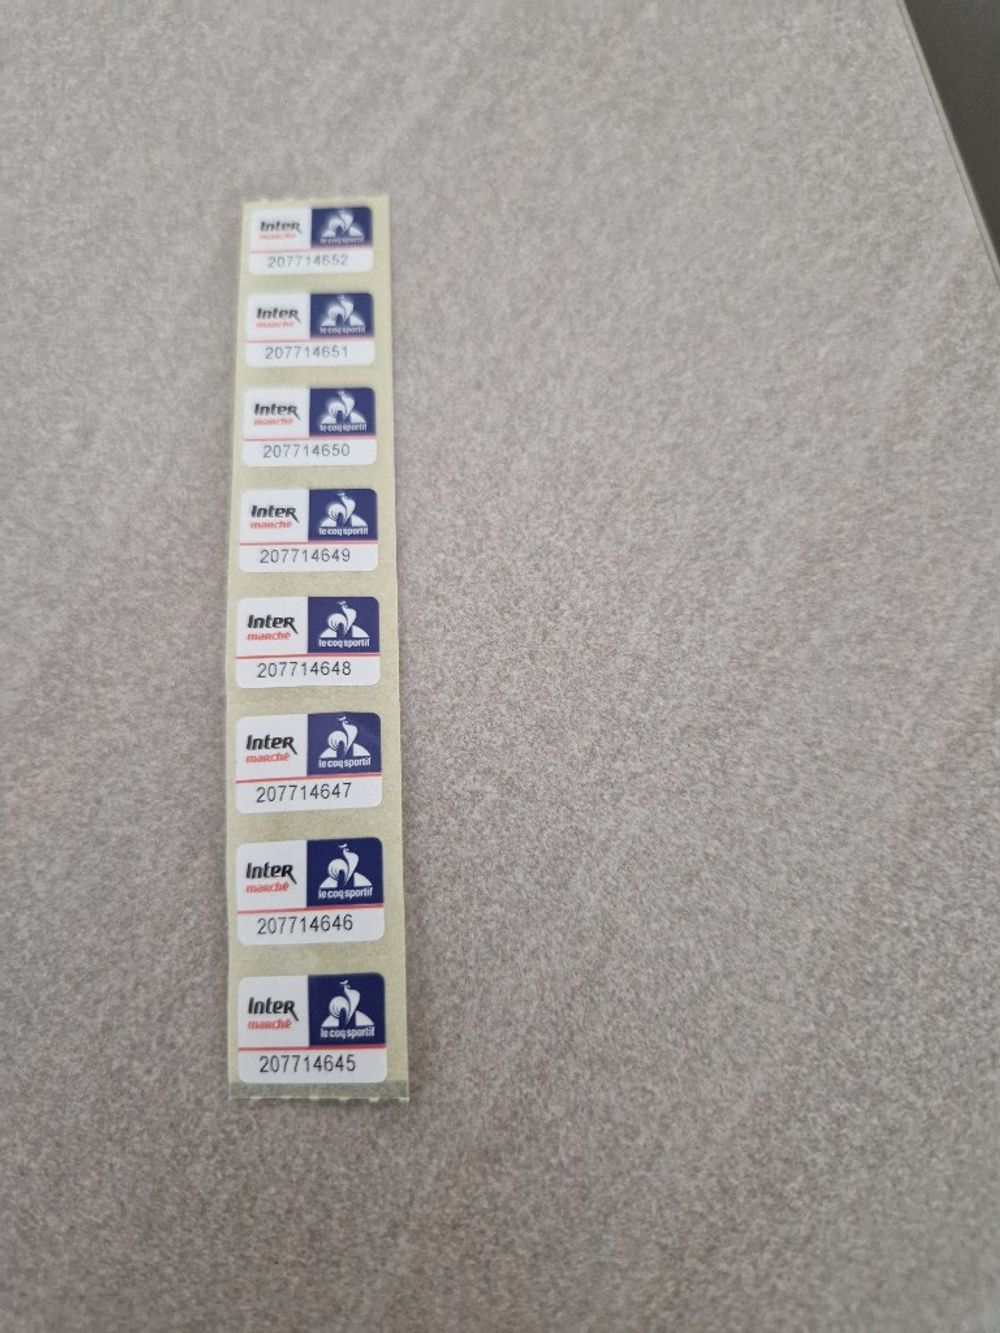 Inter
marché
le coq sportif
207714652
Inter
marché
le coq sportif
207714651
Inter
marché
le coq sportif
207714650
Inter
marché
le coq sportif
207714649
Inter
marché
le coq sportif
207714648
Inter
marché
le coq sportif
207714647
Inter
marché
le coq sportif
207714646
Inter
marché
le coq sportif
207714645